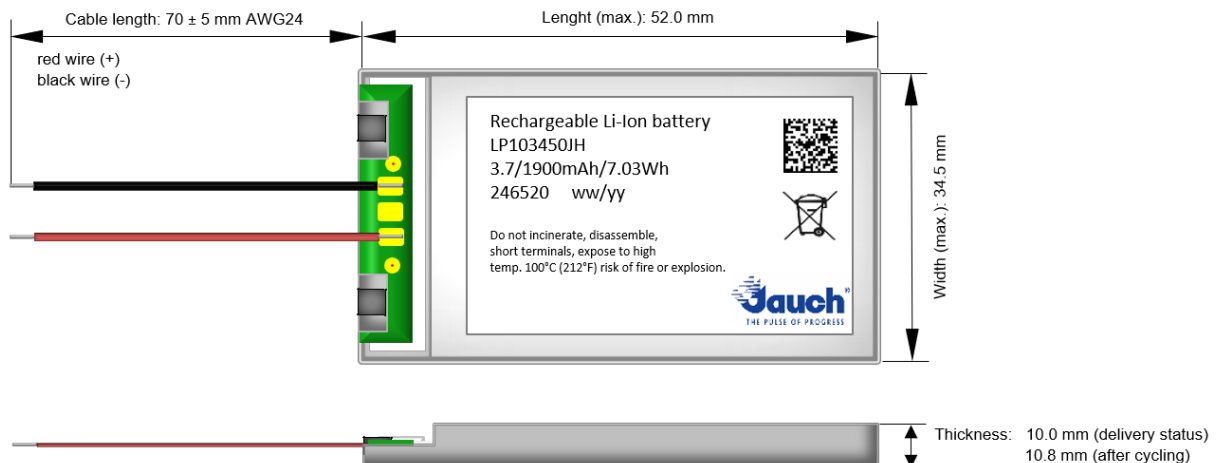 Cable length: 70 ± 5 mm AWG24
Lenght (max.): 52.0 mm
red wire (+)
black wire (-)
Rechargeable Li-Ion battery
LP103450JH
3.7/1900mAh/7.03Wh
246520 ww/yy
Do not incinerate, disassemble,
short terminals, expose to high
temp. 100°C (212°F) risk of fire or explosion.
Jauch
THE PULSE OF PROGRESS
Width (max.): 34.5 mm
Thickness: 10.0 mm (delivery status)
10.8 mm (after cycling)